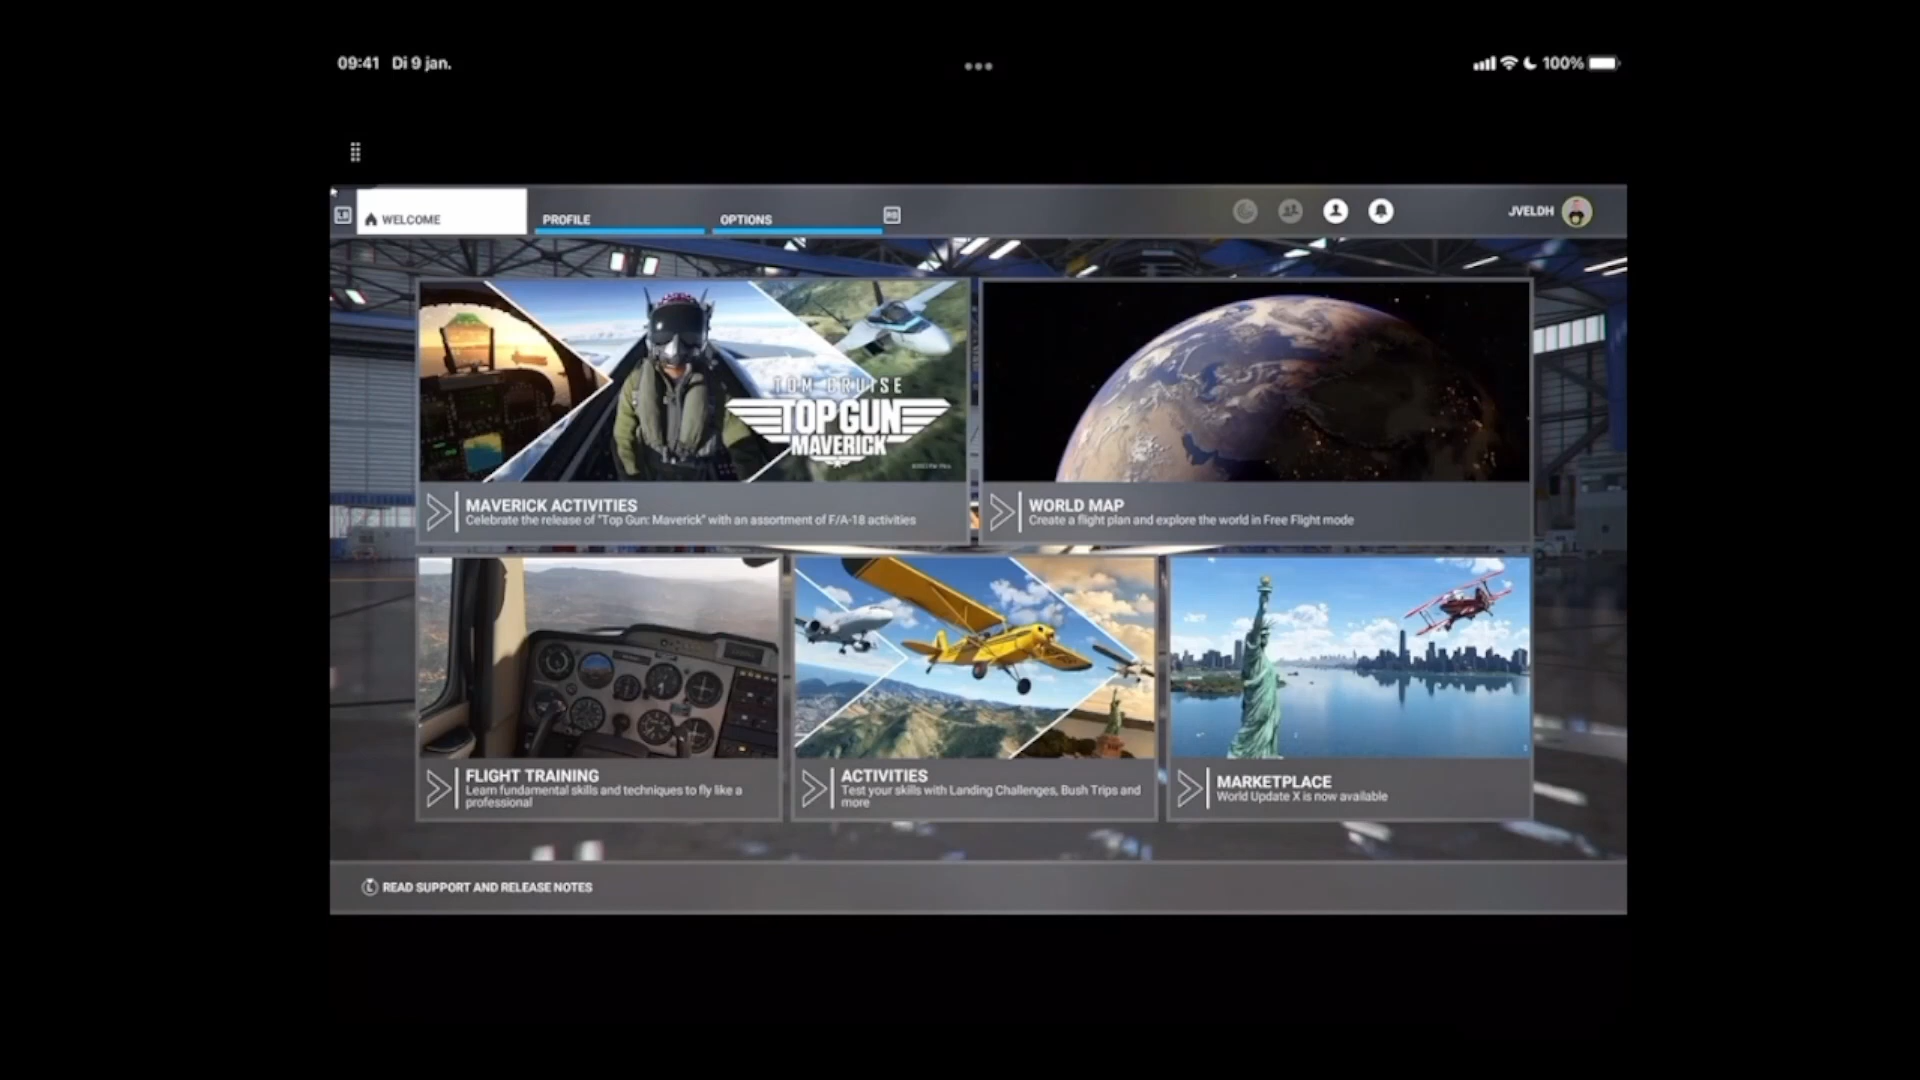 09:41 Di 9 jan.
100%
LB
WELCOME
PROFILE
OPTIONS
RB
JVELDH
TOM CRUISE
TOP GUN
MAVERICK
MAVERICK ACTIVITIES
Celebrate the release of "Top Gun: Maverick" with an assortment of F/A-18 activities
WORLD MAP
Create a flight plan and explore the world in Free Flight mode
FLIGHT TRAINING
Learn fundamental skills and techniques to fly like a
professional
ACTIVITIES
Test your skills with Landing Challenges, Bush Trips and
more
MARKETPLACE
World Update X is now available
READ SUPPORT AND RELEASE NOTES